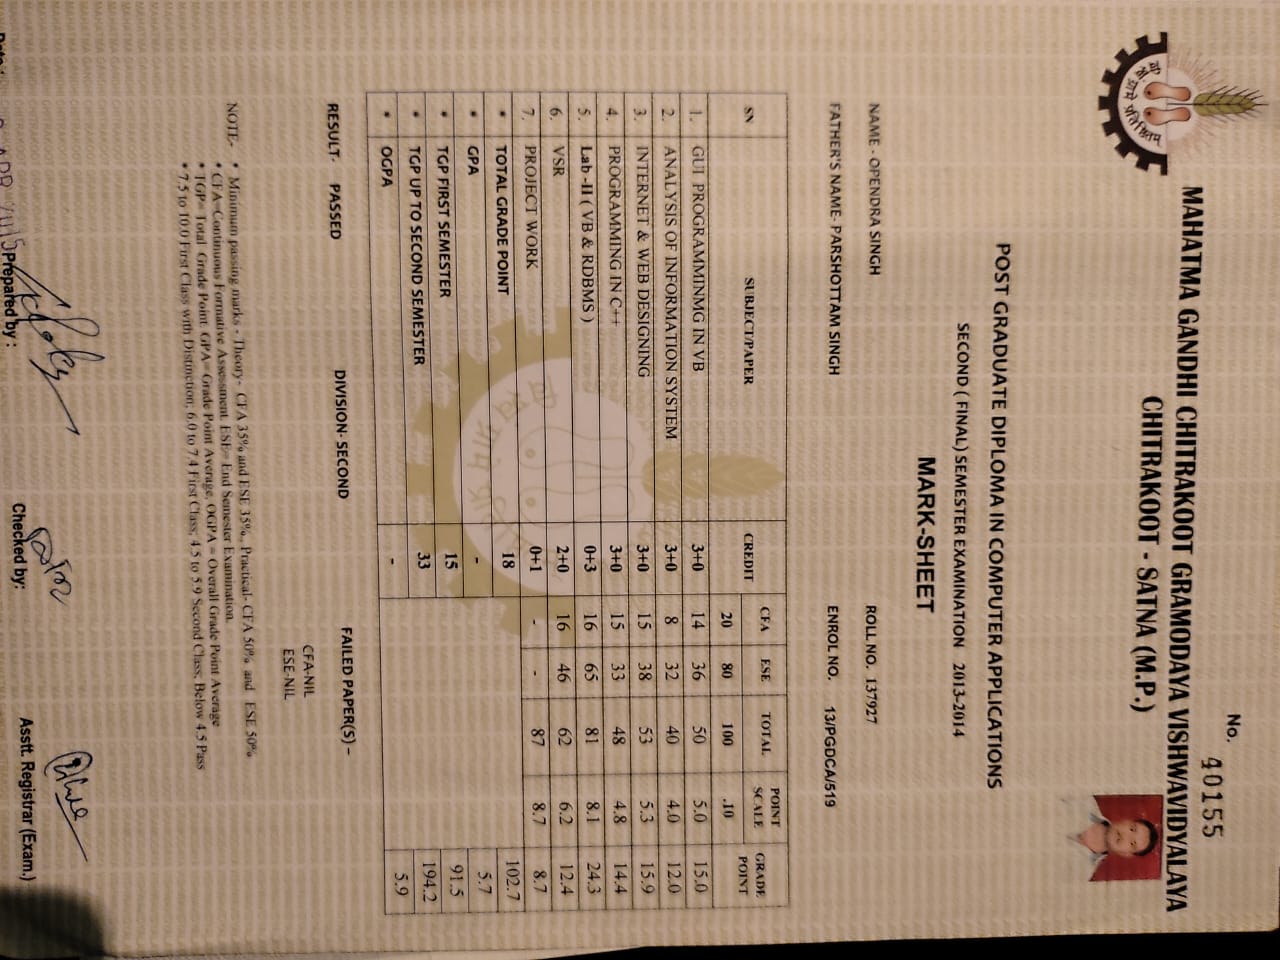 No. 40155
MAHATMA GANDHI CHITRAKOOT GRAMODAYA VISHWAVIDYALAYA
CHITRAKOOT - SATNA (M.P.)
POST GRADUATE DIPLOMA IN COMPUTER APPLICATIONS
SECOND ( FINAL) SEMESTER EXAMINATION 2013-2014
MARK-SHEET
NAME - OPENDRA SINGH ROLL NO. 137927
FATHER'S NAME- PARSHOTTAM SINGH ENROL NO. 13/PGDCA/519
SN SUBJECT/PAPER CREDIT CFA ESE TOTAL POINT SCALE GRADE POINT
20 80 100 .10
1. GUI PROGRAMMINMG IN VB 3+0 14 36 50 5.0 15.0
2. ANALYSIS OF INFORMATION SYSTEM 3+0 8 32 40 4.0 12.0
3. INTERNET & WEB DESIGNING 3+0 15 38 53 5.3 15.9
4. PROGRAMMING IN C++ 3+0 15 33 48 4.8 14.4
5. Lab -II ( VB & RDBMS ) 0+3 16 65 81 8.1 24.3
6. VSR 2+0 16 46 62 6.2 12.4
7. PROJECT WORK 0+1 - - 87 8.7 8.7
* TOTAL GRADE POINT 18 102.7
* GPA - 5.7
* TGP FIRST SEMESTER 15 91.5
* TGP UP TO SECOND SEMESTER 33 194.2
* OGPA - 5.9
RESULT- PASSED DIVISION- SECOND FAILED PAPER(S) –
CFA-NIL
ESE-NIL
NOTE- • Minimum passing marks - Theory- CFA 35% and ESE 35%, Practical- CFA 50% and ESE 50%
• CFA=Continuous Formative Assessment ESE= End Semester Examination.
• TGP= Total Grade Point GPA= Grade Point Average, OGPA = Overall Grade Point Average
• 7.5 to 10.0 First Class with Distinction; 6.0 to 7.4 First Class; 4.5 to 5.9 Second Class, Below 4.5 Pass
Prepared by : Checked by: Asstt. Registrar (Exam.)